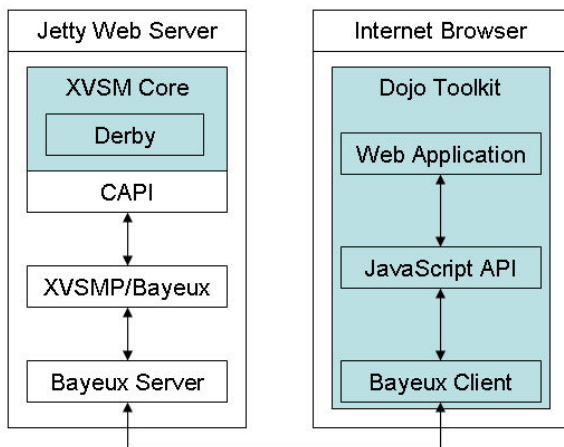 Jetty Web Server
XVSM Core
Derby
CAPI
XVSMP/Bayeux
Bayeux Server
Internet Browser
Dojo Toolkit
Web Application
JavaScript API
Bayeux Client